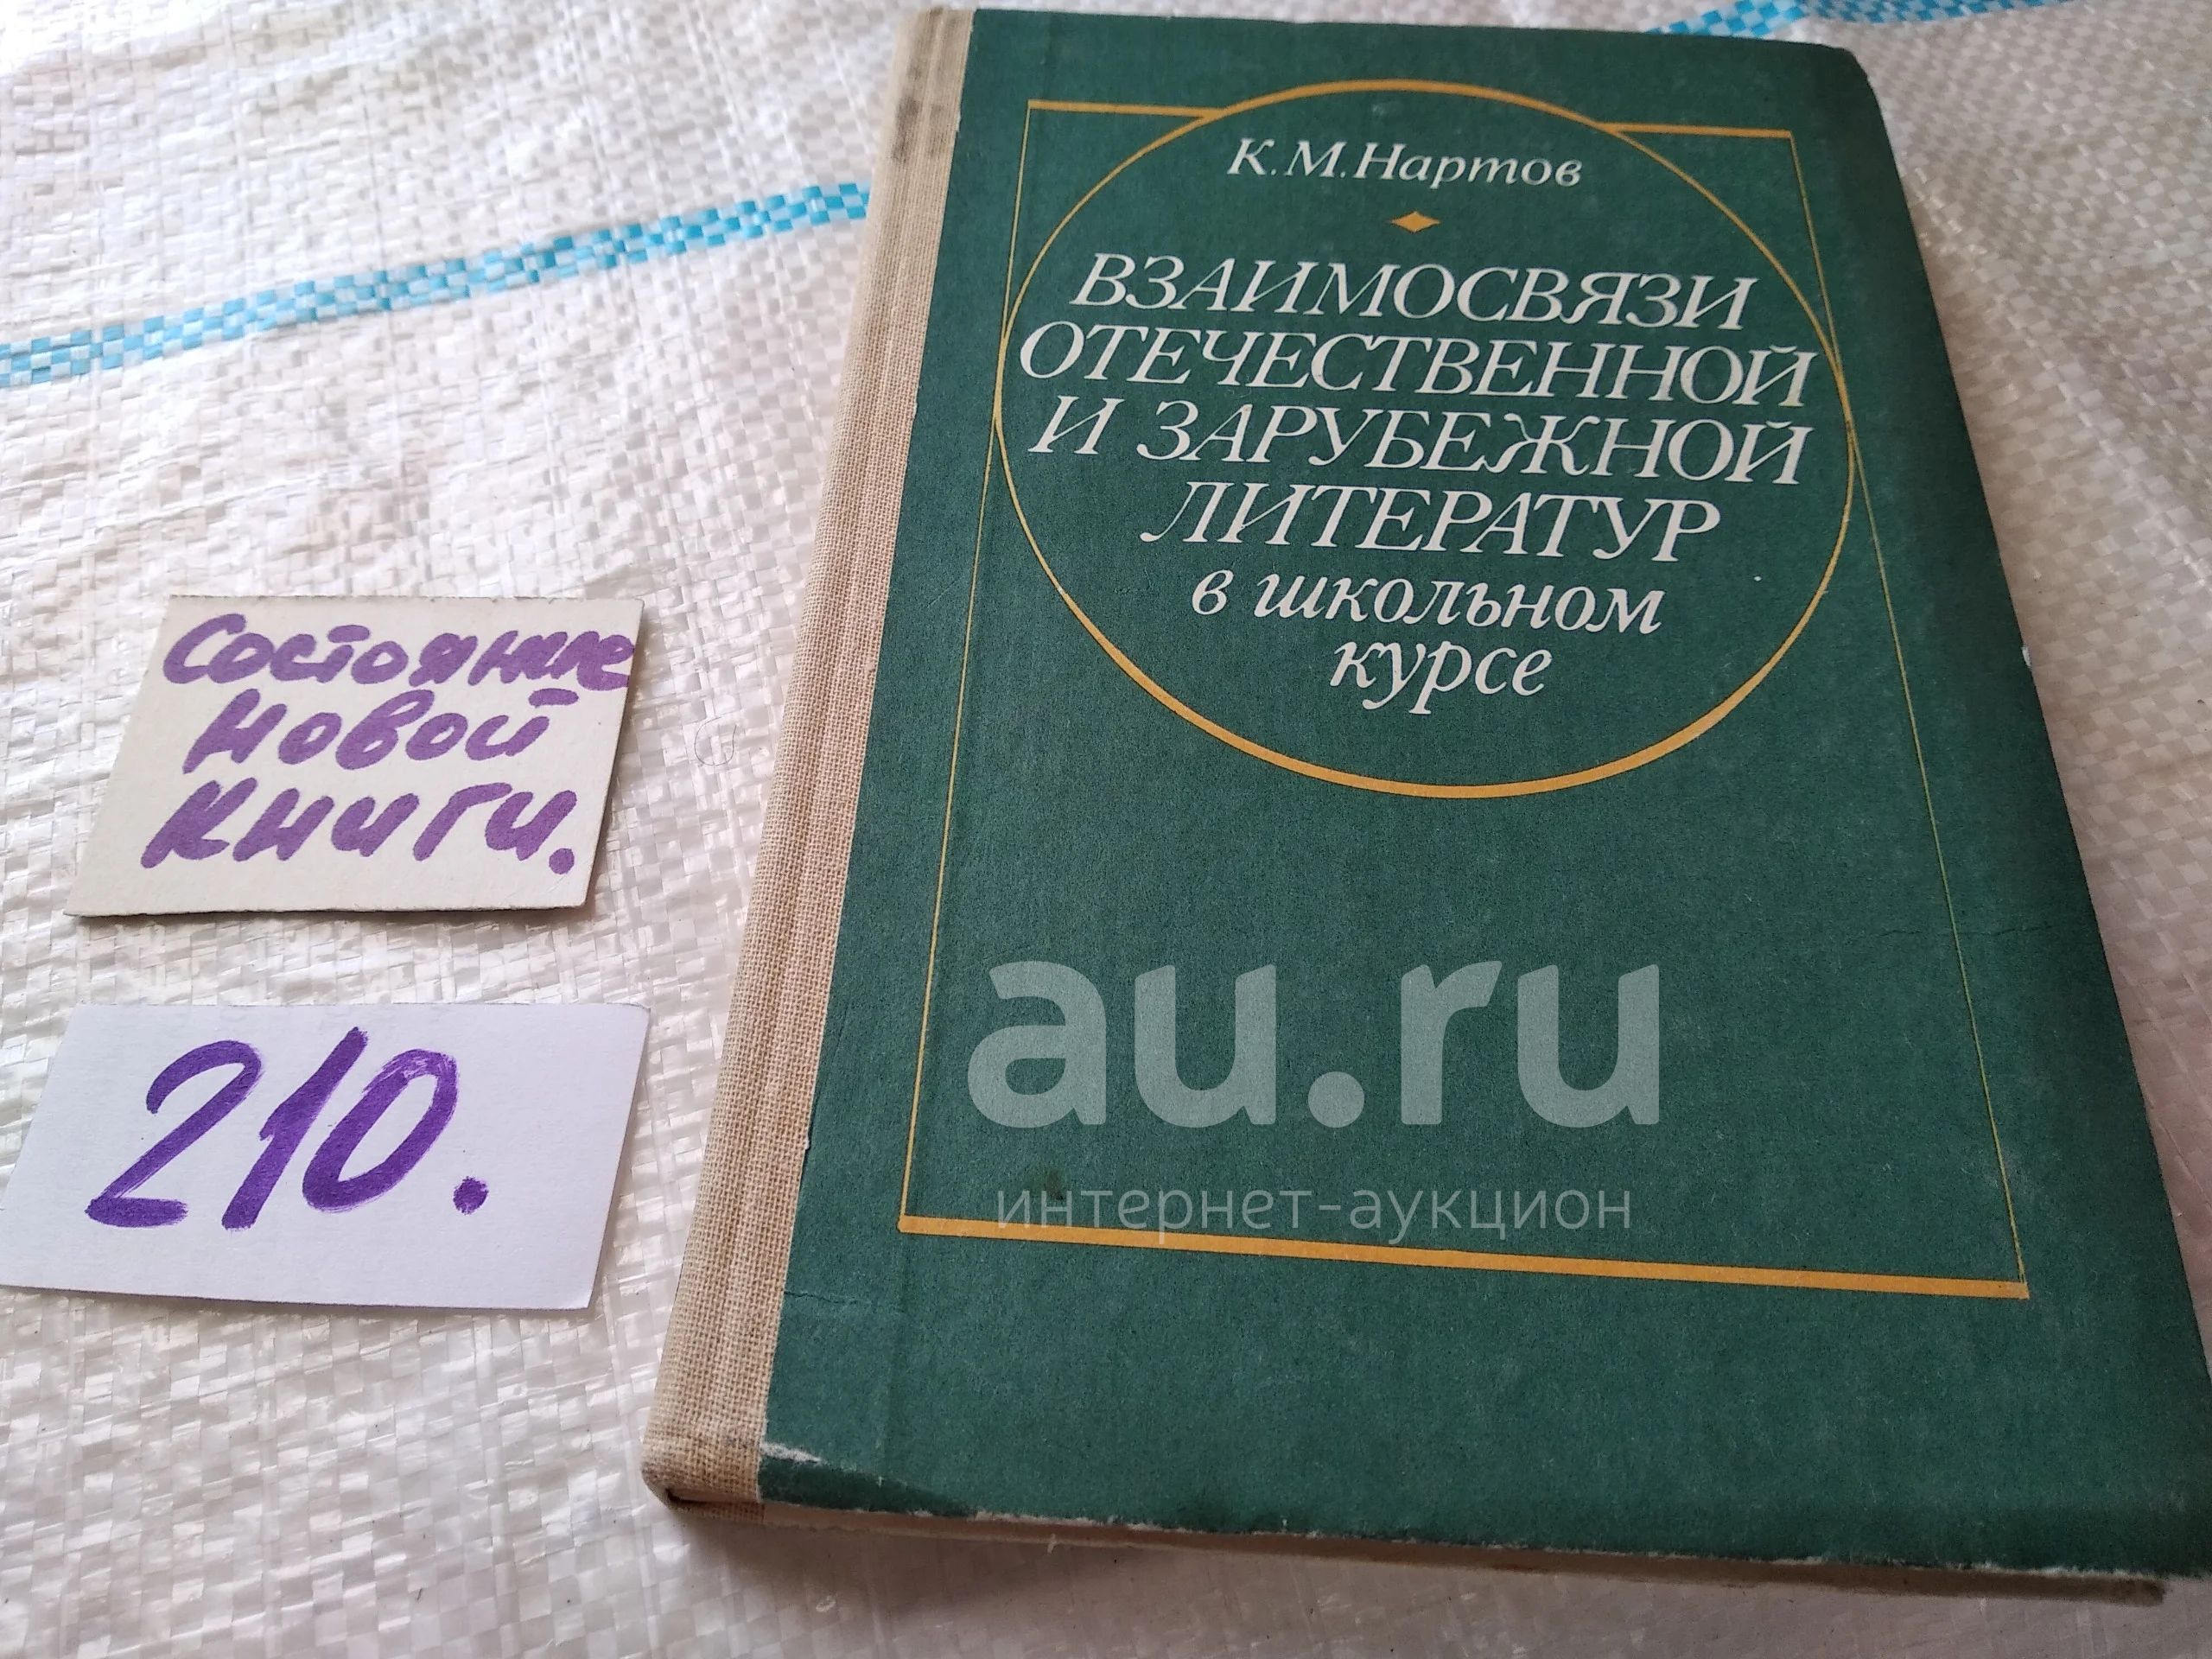 К.М.Нартов
ВЗАИМОСВЯЗИ
ОТЕЧЕСТВЕННОЙ
И ЗАРУБЕЖНОЙ
ЛИТЕРАТУР
в школьном
курсе
Состояние
новой
книги.
210.
au.ru
интернет-аукцион